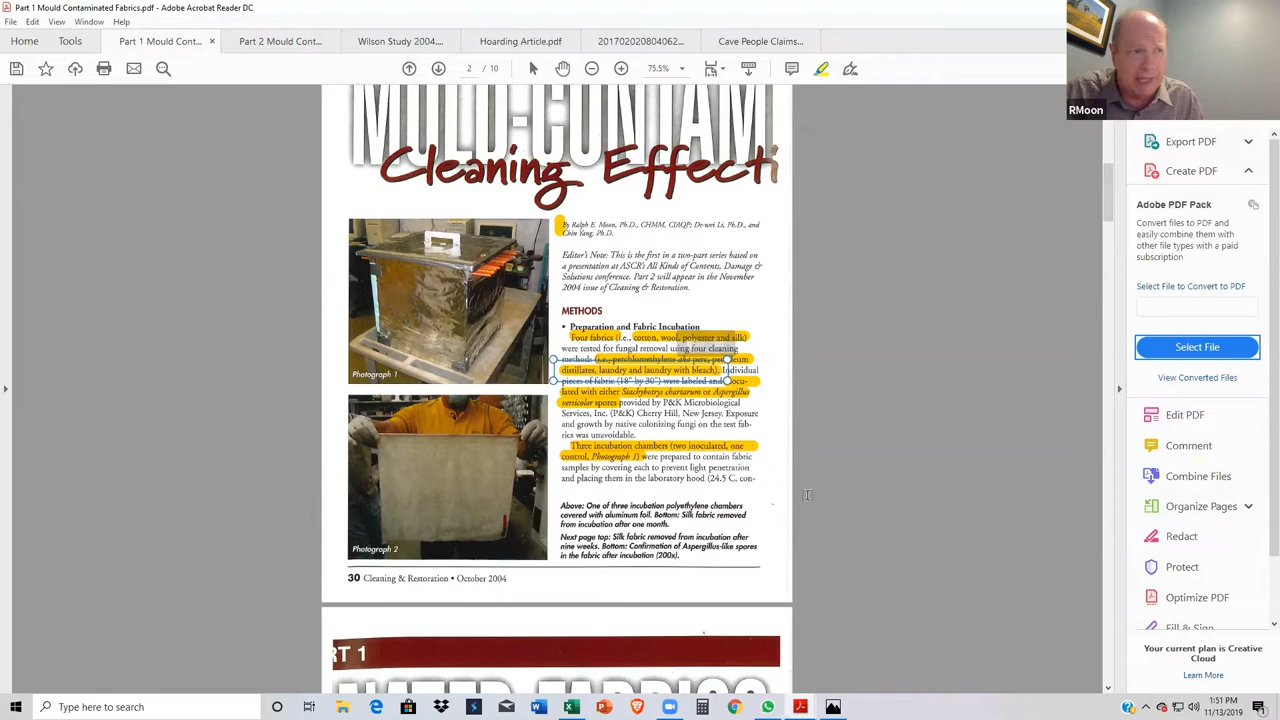 Part 1 Mould Contaminated Fabrics.pdf - Adobe Acrobat Reader DC
File Edit View Window Help
Home Tools Part 1 Mould Cont... × Part 2 Mould Cont... Wilson Study 2004.... Hoarding Article.pdf 201702020804062... Cave People Claims...
2 / 10 75.5%
RMoon
MOLD-CONTAM
Cleaning Effecti
By Ralph E. Moon, Ph.D., CHMM, CIAQP; De-wei Li, Ph.D., and
Chin Yang, Ph.D.
Editor's Note: This is the first in a two-part series based on
a presentation at ASCR's All Kinds of Contents, Damage &
Solutions conference. Part 2 will appear in the November
2004 issue of Cleaning & Restoration.
METHODS
• Preparation and Fabric Incubation
Four fabrics (i.e., cotton, wool, polyester and silk)
were tested for fungal removal using four cleaning
methods (i.e., perchlomethylene aka perc, petroleum
distillates, laundry and laundry with bleach). Individual
pieces of fabric (18" by 30") were labeled and inocu-
lated with either Stachybotrys chartarum or Aspergillus
versicolor spores provided by P&K Microbiological
Services, Inc. (P&K) Cherry Hill, New Jersey. Exposure
and growth by native colonizing fungi on the test fab-
rics was unavoidable.
Three incubation chambers (two inoculated, one
control, Photograph 1) were prepared to contain fabric
samples by covering each to prevent light penetration
and placing them in the laboratory hood (24.5 C, con-
Photograph 1
Photograph 2
Above: One of three incubation polyethylene chambers
covered with aluminum foil. Bottom: Silk fabric removed
from incubation after one month.
Next page top: Silk fabric removed from incubation after
nine weeks. Bottom: Confirmation of Aspergillus-like spores
in the fabric after incubation (200x).
30 Cleaning & Restoration • October 2004
RT 1
Export PDF
Create PDF
Adobe PDF Pack
Convert files to PDF and
easily combine them with
other file types with a paid
subscription
Select File to Convert to PDF
Select File
View Converted Files
Edit PDF
Comment
Combine Files
Organize Pages
Redact
Protect
Optimize PDF
Fill & Sign
Your current plan is Creative
Cloud
Learn More
Type here to search
1:51 PM
11/13/2019